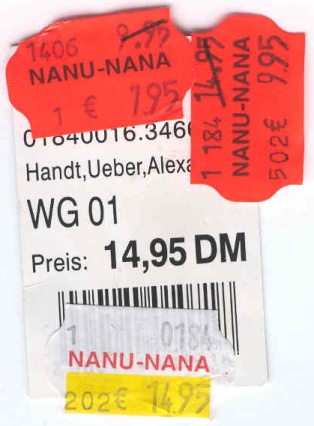 1406 9.95
NANU-NANA
1 € 7.95
1 184 14.95
NANU-NANA
502€ 9.95
01840016.346
Handt,Ueber,Alexa
WG 01
Preis: 14,95 DM
1 0184
NANU-NANA
202€ 14.95